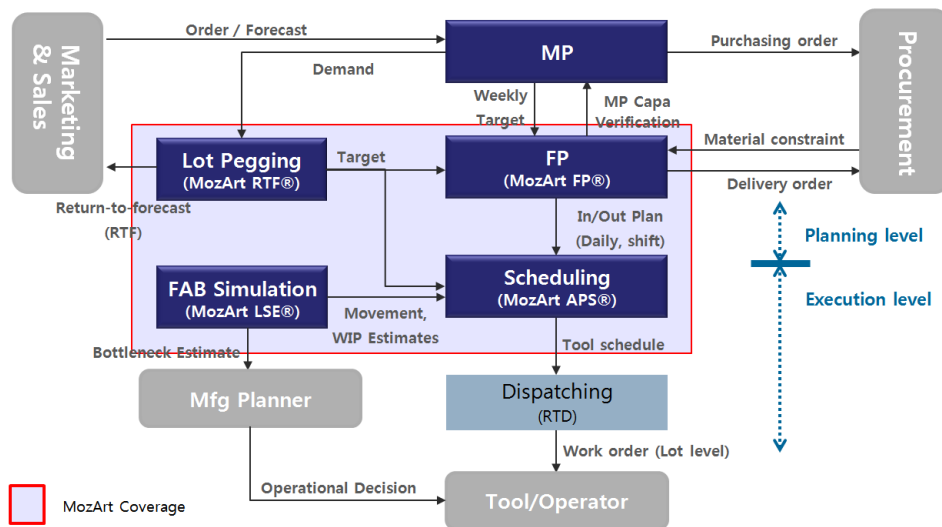 Marketing
& Sales
Order / Forecast
MP
Purchasing order
Procurement
Demand
Weekly
Target
MP Capa
Verification
Lot Pegging
(MozArt RTF®)
Target
FP
(MozArt FP®)
Material constraint
Delivery order
Return-to-forecast
(RTF)
In/Out Plan
(Daily, shift)
Planning level
FAB Simulation
(MozArt LSE®)
Movement,
WIP Estimates
Scheduling
(MozArt APS®)
Execution level
Bottleneck Estimate
Tool schedule
Mfg Planner
Dispatching
(RTD)
Work order (Lot level)
Operational Decision
Tool/Operator
MozArt Coverage